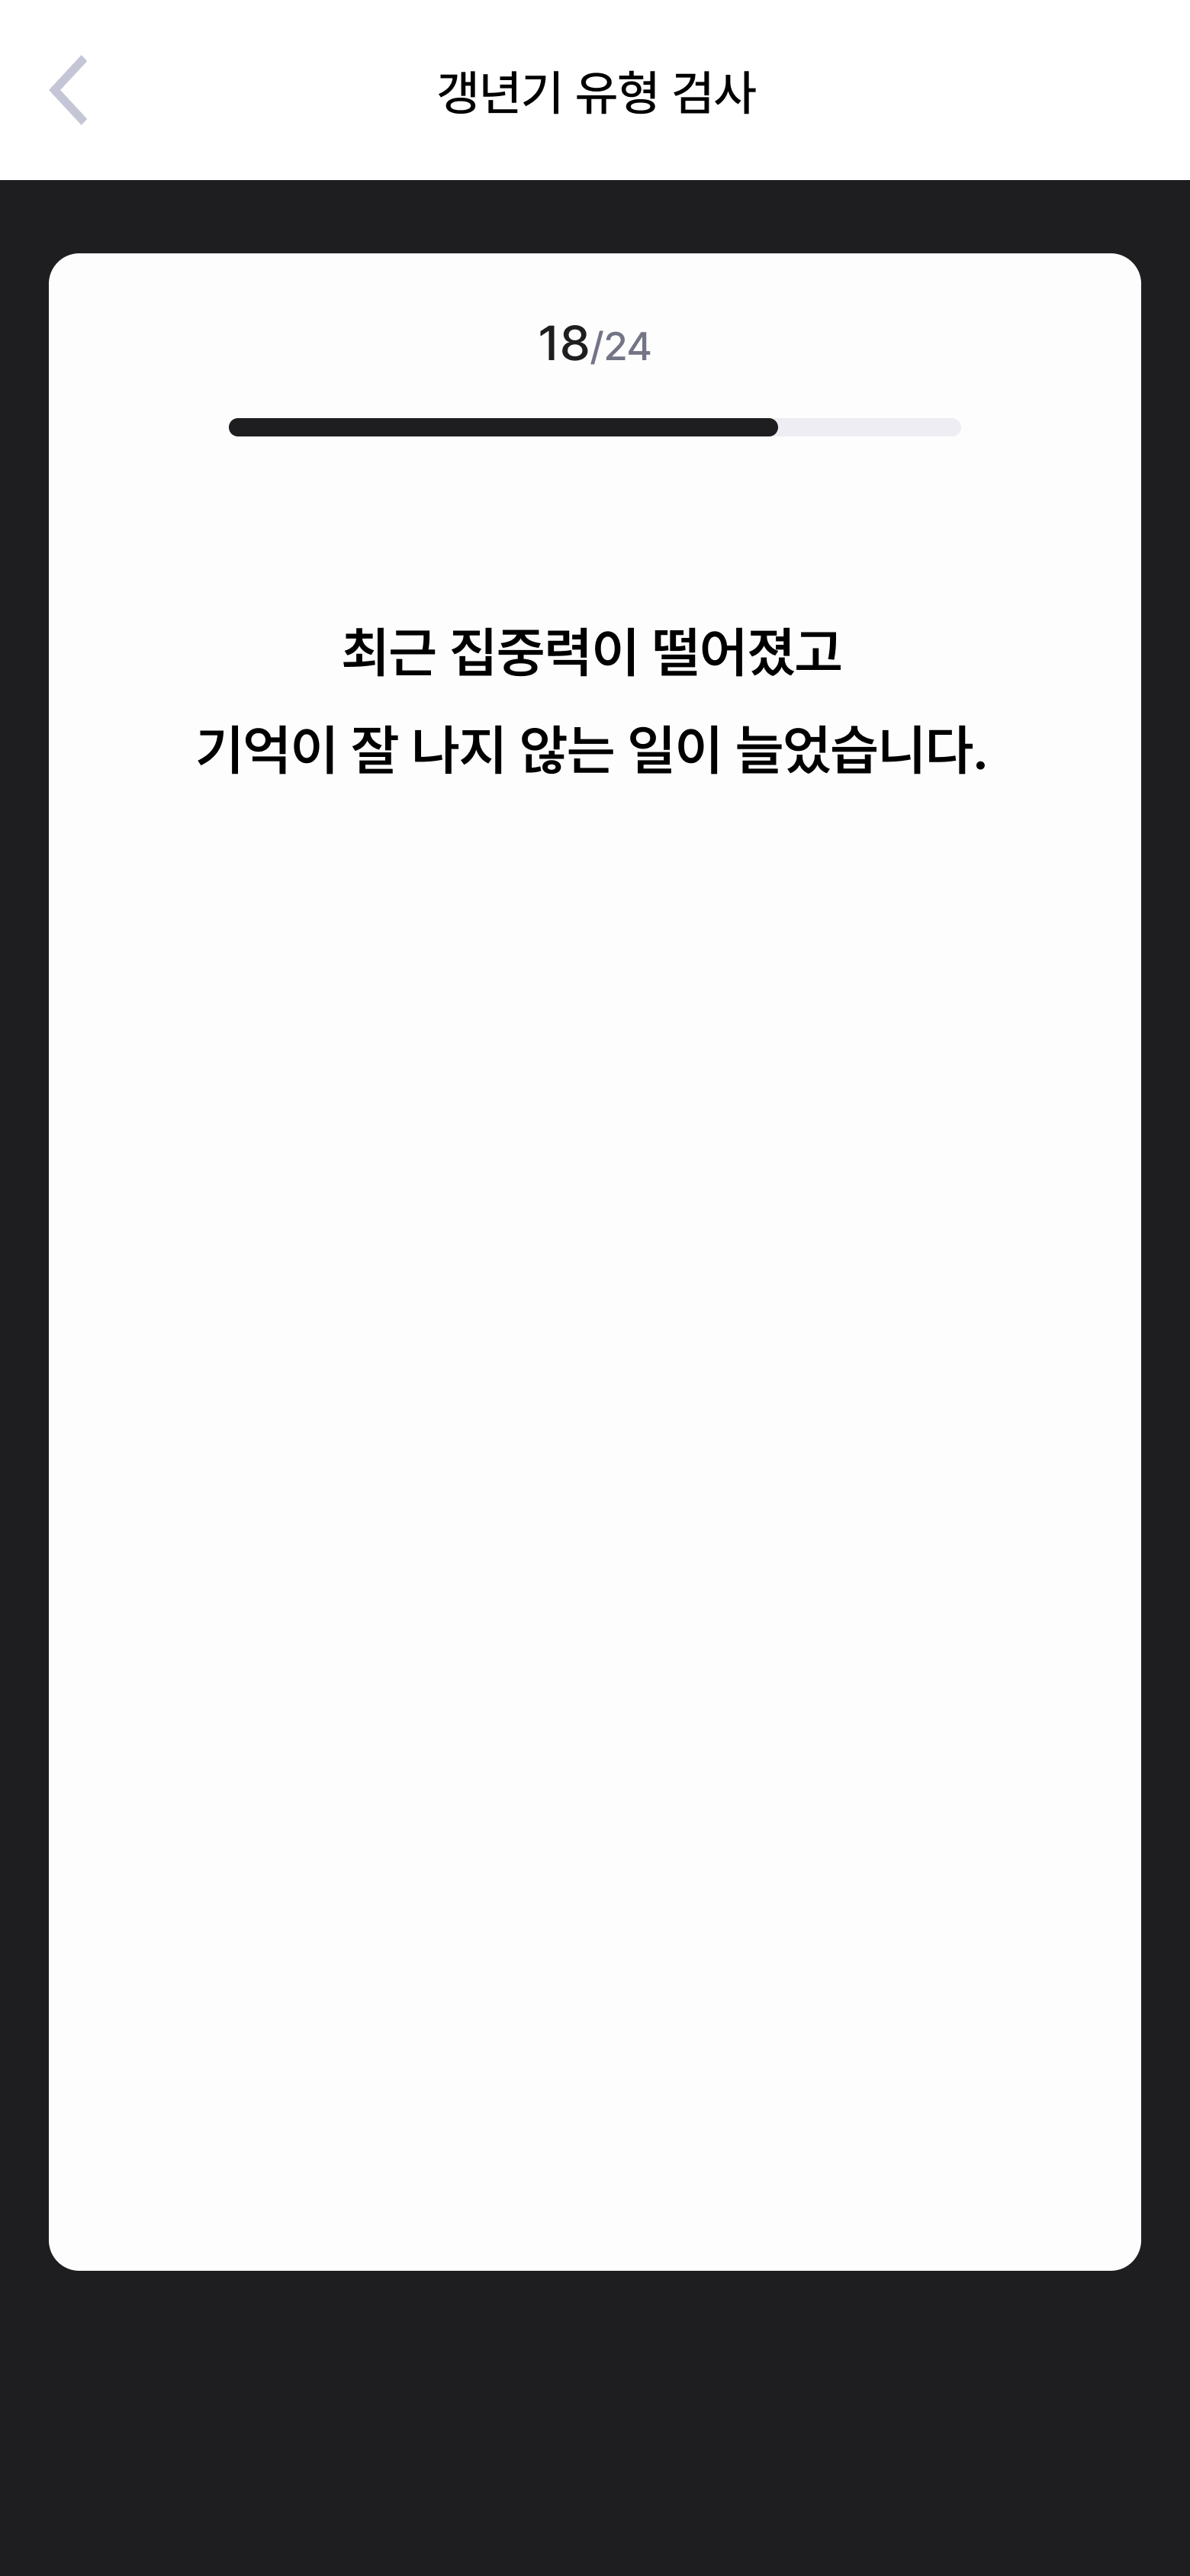 갱년기 유형 검사
18/24
최근 집중력이 떨어졌고
기억이 잘 나지 않는 일이 늘었습니다.